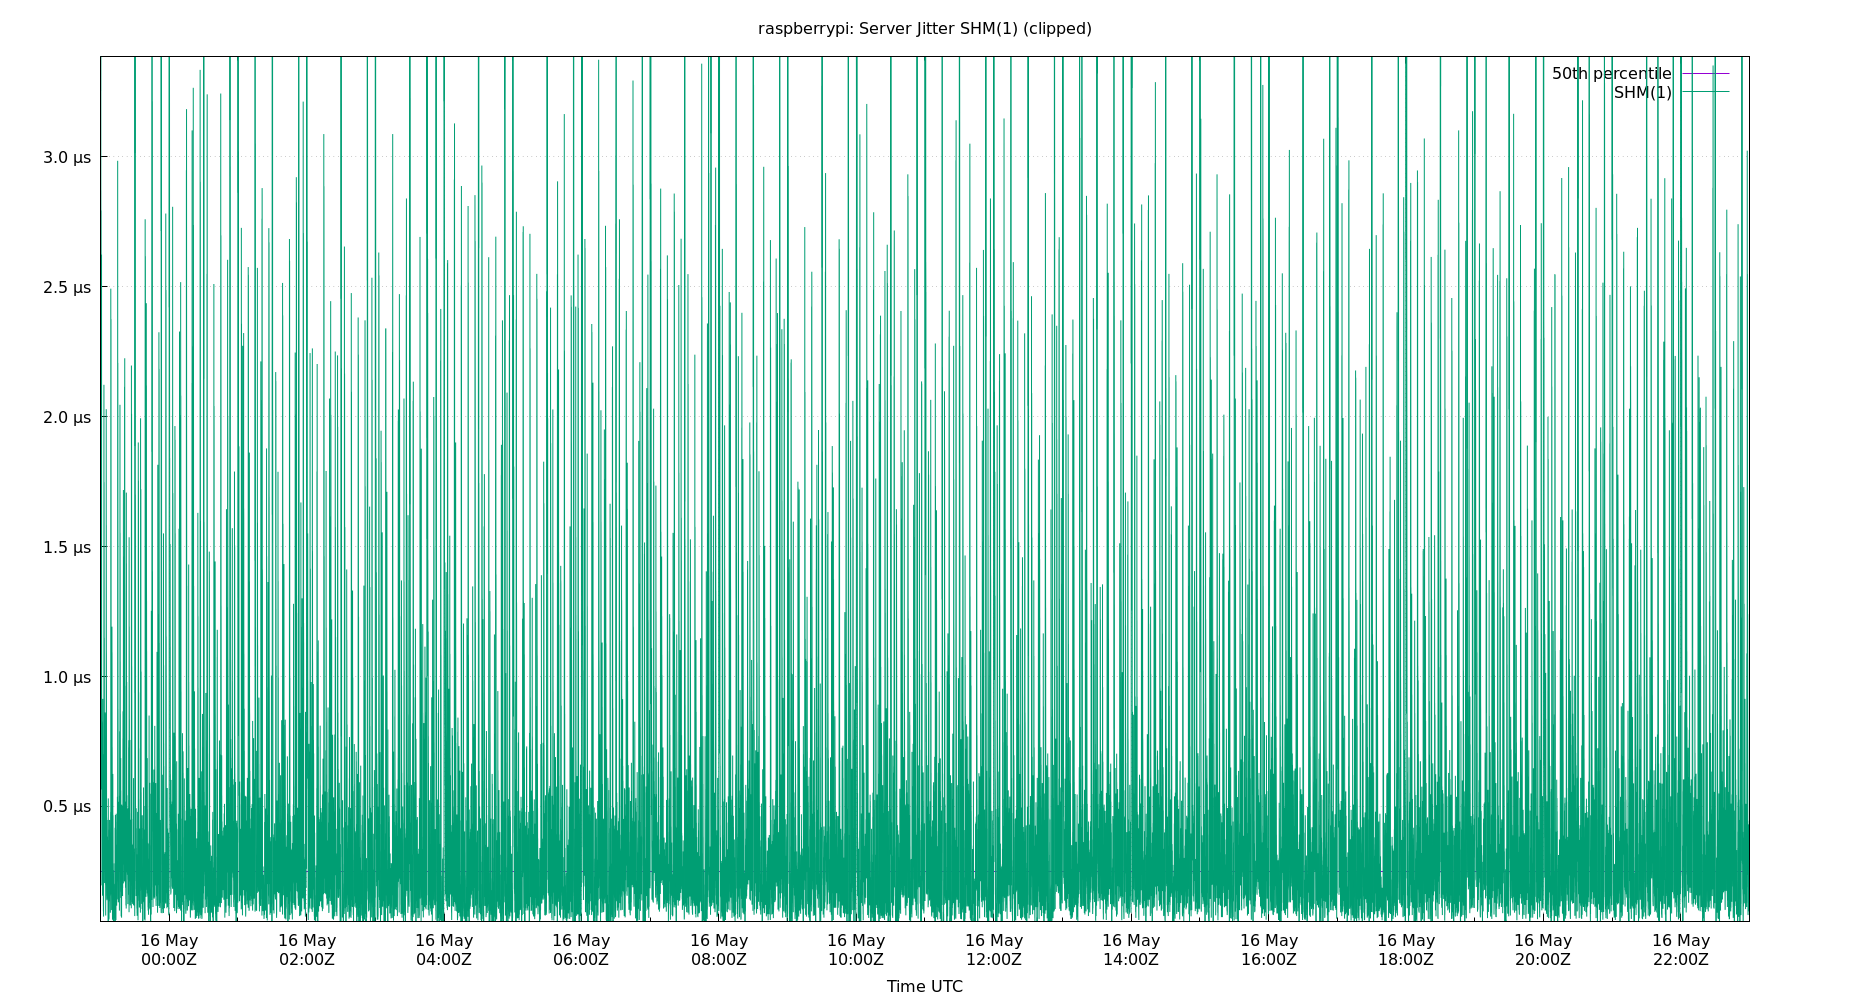 raspberrypi: Server Jitter SHM(1) (clipped)
50th percentile
SHM(1)
3.0 µs
2.5 µs
2.0 µs
1.5 µs
1.0 µs
0.5 µs
16 May 16 May 16 May 16 May 16 May 16 May 16 May 16 May 16 May 16 May 16 May 16 May
00:00Z 02:00Z 04:00Z 06:00Z 08:00Z 10:00Z 12:00Z 14:00Z 16:00Z 18:00Z 20:00Z 22:00Z
Time UTC